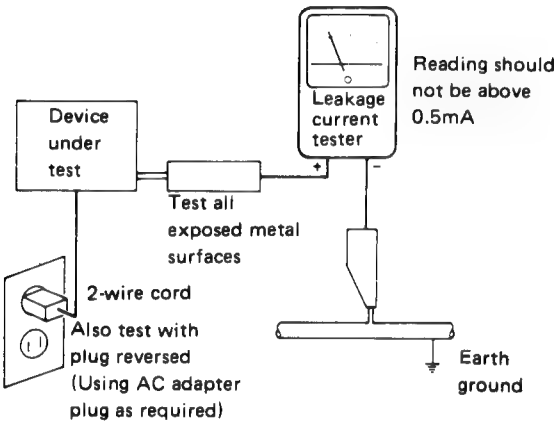 Device
under
test
Leakage
current
tester
+ -
Reading should
not be above
0.5mA
Test all
exposed metal
surfaces
2-wire cord
Also test with
plug reversed
(Using AC adapter
plug as required)
Earth
ground